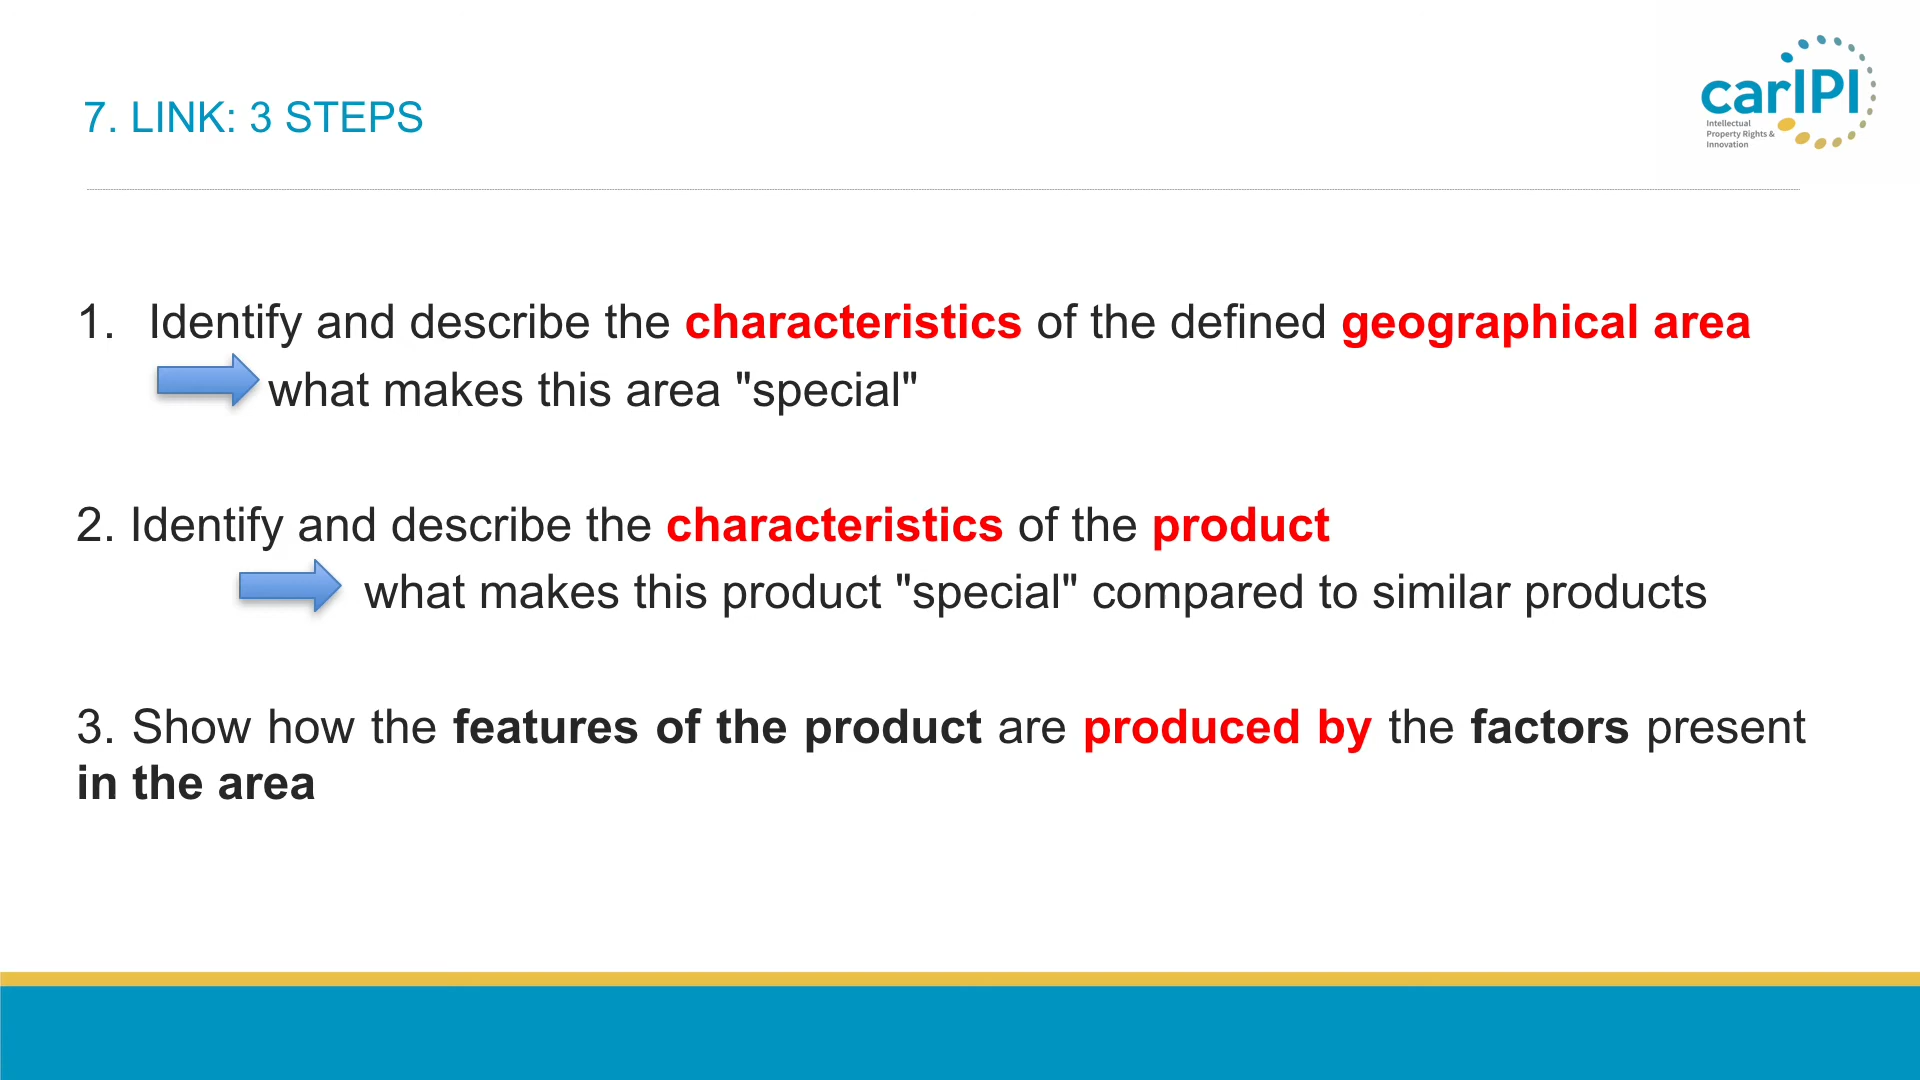 7. LINK: 3 STEPS
carIPI
Intellectual
Property Rights &
Innovation
1. Identify and describe the characteristics of the defined geographical area
what makes this area "special"
2. Identify and describe the characteristics of the product
what makes this product "special" compared to similar products
3. Show how the features of the product are produced by the factors present
in the area